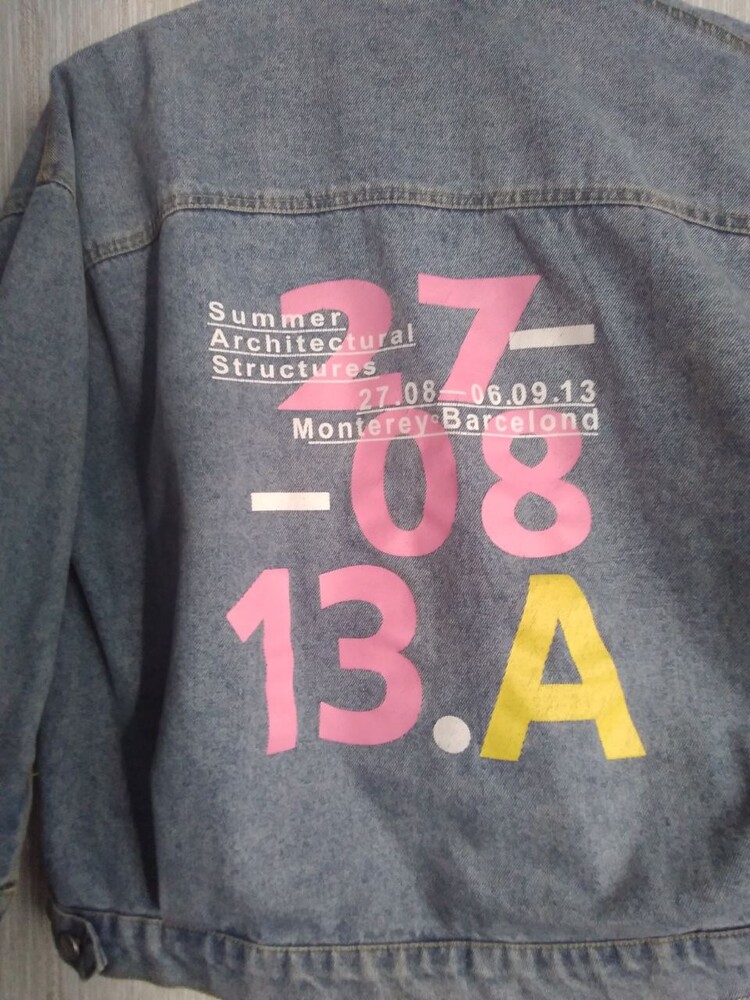 27—
Summer
Architectural
Structures
27.08—06.09.13
Monterey°Barcelond
—08
13.A